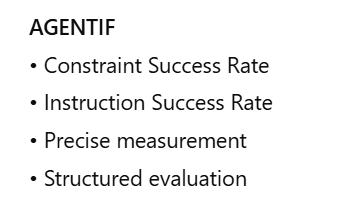 AGENTIF
• Constraint Success Rate
• Instruction Success Rate
• Precise measurement
• Structured evaluation